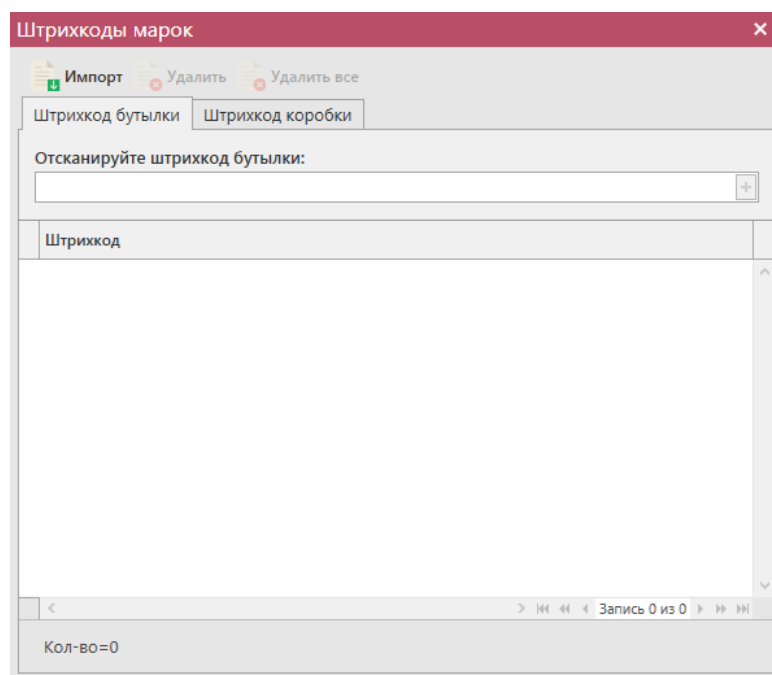 Штрихкоды марок
Импорт Удалить Удалить все
Штрихкод бутылки Штрихкод коробки
Отсканируйте штрихкод бутылки:
Штрихкод
Запись 0 из 0
Кол-во=0